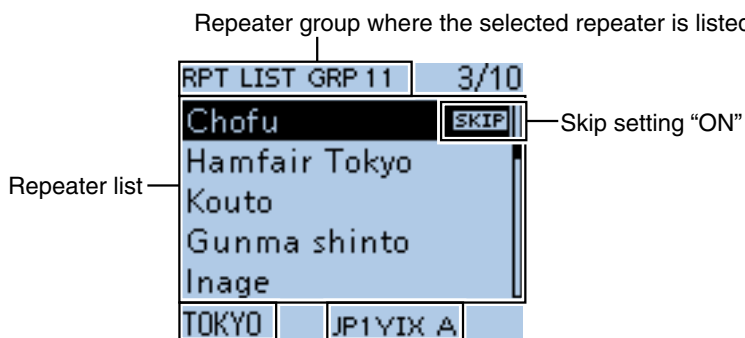 Repeater group where the selected repeater is listed
RPT LIST GRP 11 3/10
Chofu SKIP
Skip setting “ON”
Hamfair Tokyo
Repeater list
Kouto
Gunma shinto
Inage
TOKYO JP1YIX A